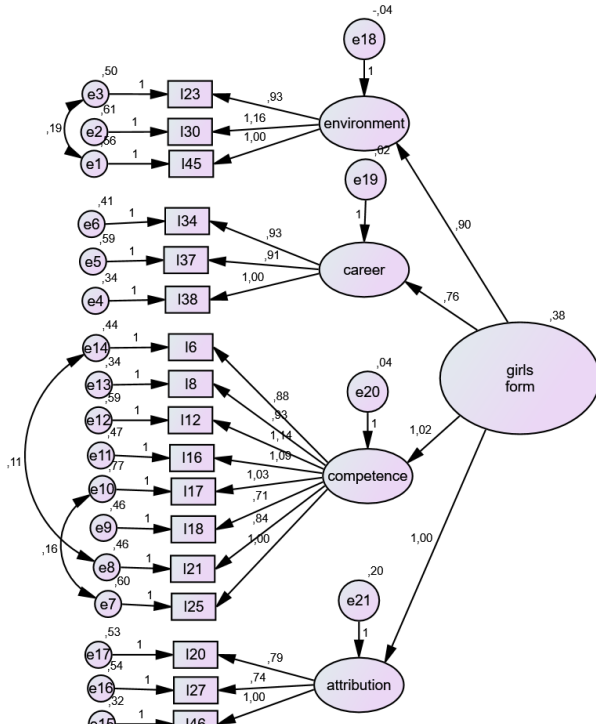 -,04
e18
1
,50
e3 1 I23 ,93
,61
e2 1 I30 1,16 environment
,19
,66
e1 1 I45 1,00
,02
e19
1
,90
,41
e6 1 I34 ,93
,59
e5 1 I37 ,91 career
,34
e4 1 I38 1,00
,76
,38
girls
form
,44
e14 1 I6 ,88
,34
e13 1 I8 ,93
,59
e12 1 I12 1,14
,47
e11 1 I16 1,09
,04
e20
1
1,02
,77
e10 1 I17 1,03 competence
,11
,46
e9 1 I18 ,71
,16
,46
e8 1 I21 ,84
,60
e7 1 I25 1,00
1,00
,20
e21
1
,53
e17 1 I20 ,79
,54
e16 1 I27 ,74 attribution
,32
e15 1 I46 1,00